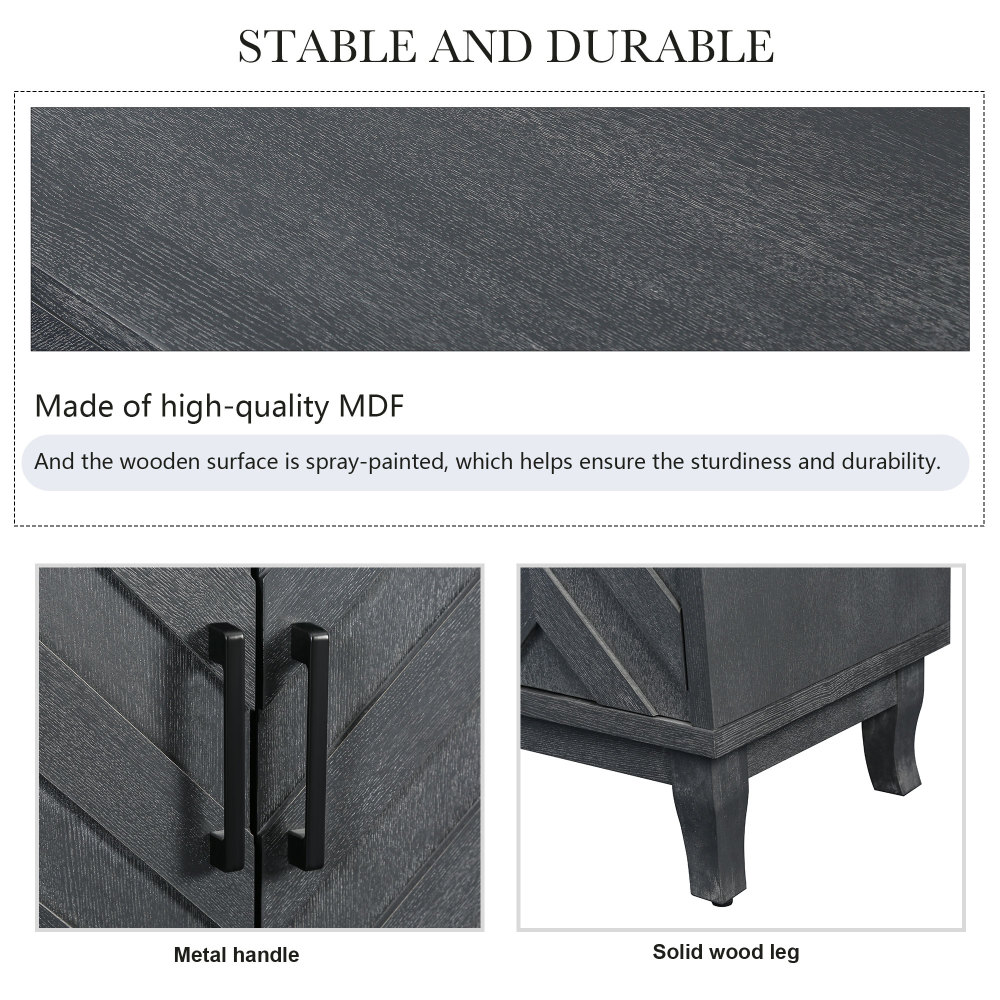 STABLE AND DURABLE
Made of high-quality MDF
And the wooden surface is spray-painted, which helps ensure the sturdiness and durability.
Metal handle
Solid wood leg